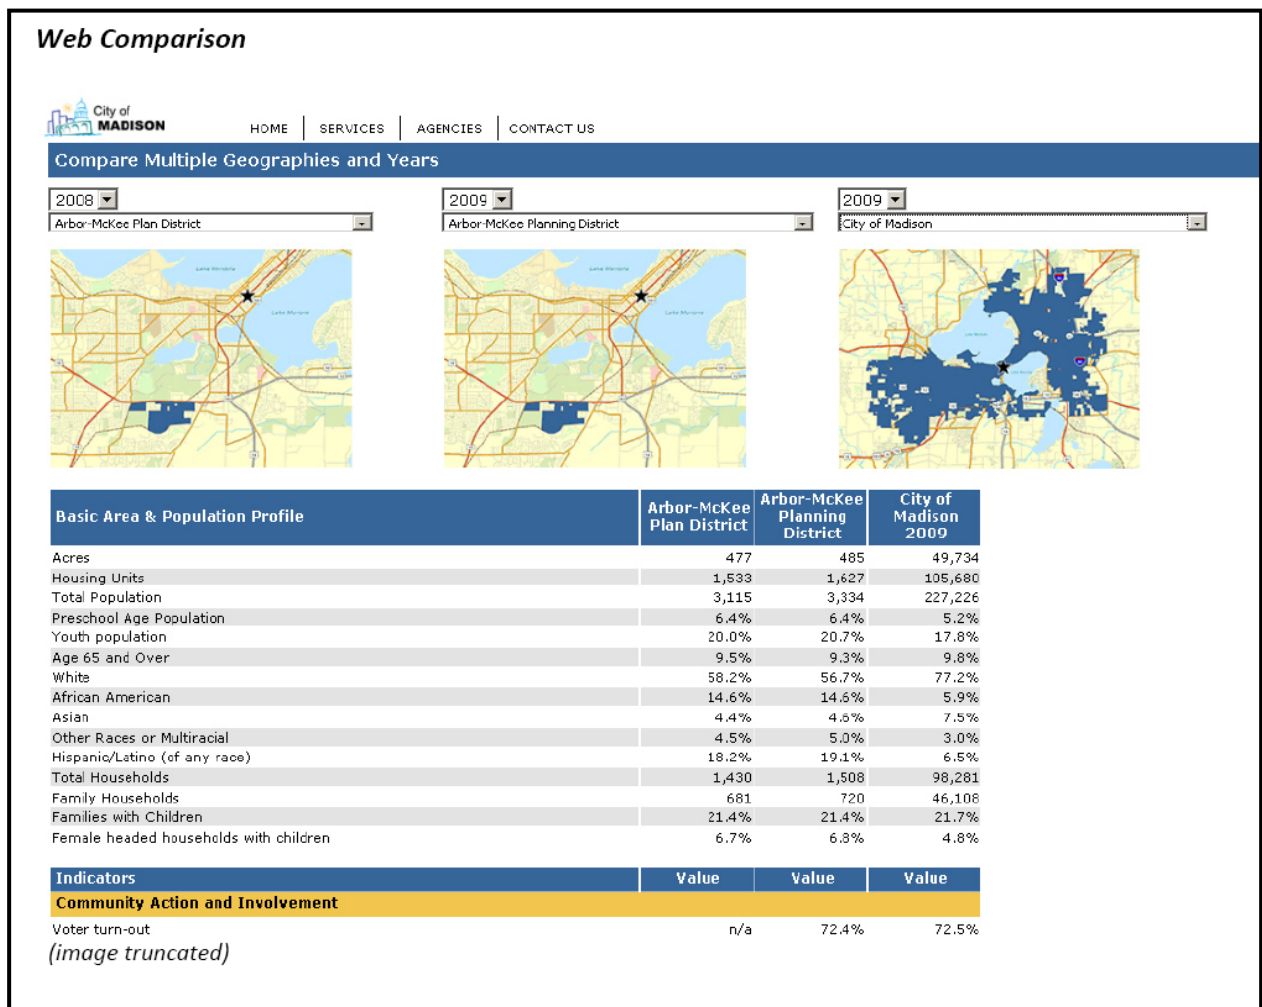 Web Comparison
City of
MADISON
HOME SERVICES AGENCIES CONTACT US
Compare Multiple Geographies and Years
2008 2009 2009
Arbor-McKee Plan District Arbor-McKee Planning District City of Madison
Basic Area & Population Profile Arbor-McKee Plan District Arbor-McKee Planning District City of Madison 2009
Acres 477 485 49,734
Housing Units 1,533 1,627 105,680
Total Population 3,115 3,334 227,226
Preschool Age Population 6.4% 6.4% 5.2%
Youth population 20.0% 20.7% 17.8%
Age 65 and Over 9.5% 9.3% 9.8%
White 58.2% 56.7% 77.2%
African American 14.6% 14.6% 5.9%
Asian 4.4% 4.6% 7.5%
Other Races or Multiracial 4.5% 5.0% 3.0%
Hispanic/Latino (of any race) 18.2% 19.1% 6.5%
Total Households 1,430 1,508 98,281
Family Households 681 720 46,108
Families with Children 21.4% 21.4% 21.7%
Female headed households with children 6.7% 6.8% 4.8%
Indicators Value Value Value
Community Action and Involvement
Voter turn-out n/a 72.4% 72.5%
(image truncated)